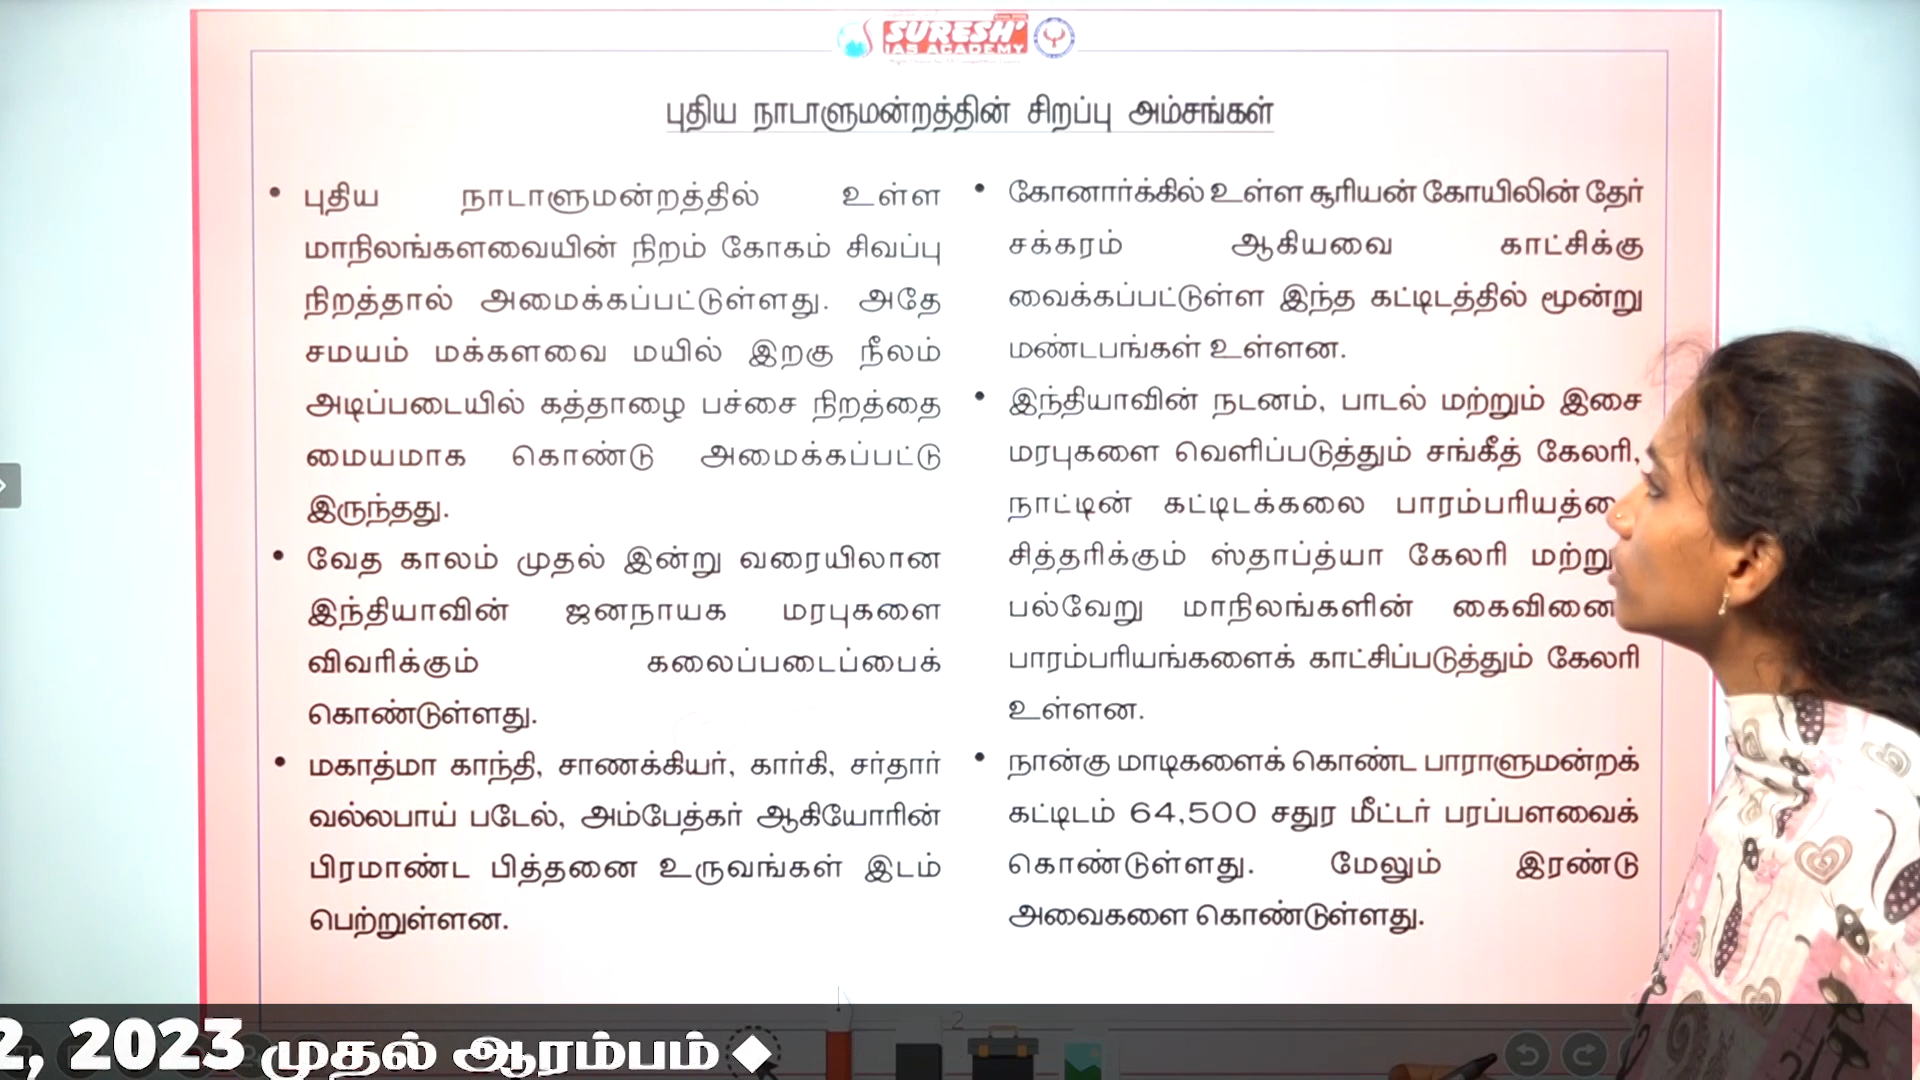 SURESH'
IAS ACADEMY
புதிய நாபாளுமன்றத்தின் சிறப்பு அம்சங்கள்
• புதிய நாடாளுமன்றத்தில் உள்ள
மாநிலங்களவையின் நிறம் கோகம் சிவப்பு
நிறத்தால் அமைக்கப்பட்டுள்ளது. அதே
சமயம் மக்களவை மயில் இறகு நீலம்
அடிப்படையில் கத்தாழை பச்சை நிறத்தை
மையமாக கொண்டு அமைக்கப்பட்டு
இருந்தது.
• வேத காலம் முதல் இன்று வரையிலான
இந்தியாவின் ஜனநாயக மரபுகளை
விவரிக்கும் கலைப்படைப்பைக்
கொண்டுள்ளது.
• மகாத்மா காந்தி, சாணக்கியர், கார்கி, சர்தார்
வல்லபாய் படேல், அம்பேத்கர் ஆகியோரின்
பிரமாண்ட பித்தனை உருவங்கள் இடம்
பெற்றுள்ளன.
• கோனார்க்கில் உள்ள சூரியன் கோயிலின் தேர்
சக்கரம் ஆகியவை காட்சிக்கு
வைக்கப்பட்டுள்ள இந்த கட்டிடத்தில் மூன்று
மண்டபங்கள் உள்ளன.
• இந்தியாவின் நடனம், பாடல் மற்றும் இசை
மரபுகளை வெளிப்படுத்தும் சங்கீத் கேலரி,
நாட்டின் கட்டிடக்கலை
சித்தரிக்கும் ஸ்தாப்த்யா கேலரி
பல்வேறு மாநிலங்களின்
பாரம்பரியங்களைக் காட்சிப்படுத்தும் கேலரி
உள்ளன.
• நான்கு மாடிகளைக் கொண்ட பாராளுமன்றக்
கட்டிடம் 64,500 சதுர மீட்டர் பரப்பளவைக்
கொண்டுள்ளது. மேலும் இரண்டு
அவைகளை கொண்டுள்ளது.
2, 2023 முதல் ஆரம்பம் ◆